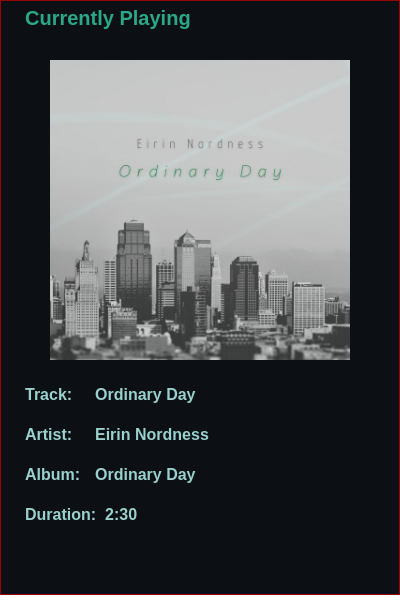 Currently Playing
Eirin Nordness
Ordinary Day
Track: Ordinary Day
Artist: Eirin Nordness
Album: Ordinary Day
Duration: 2:30